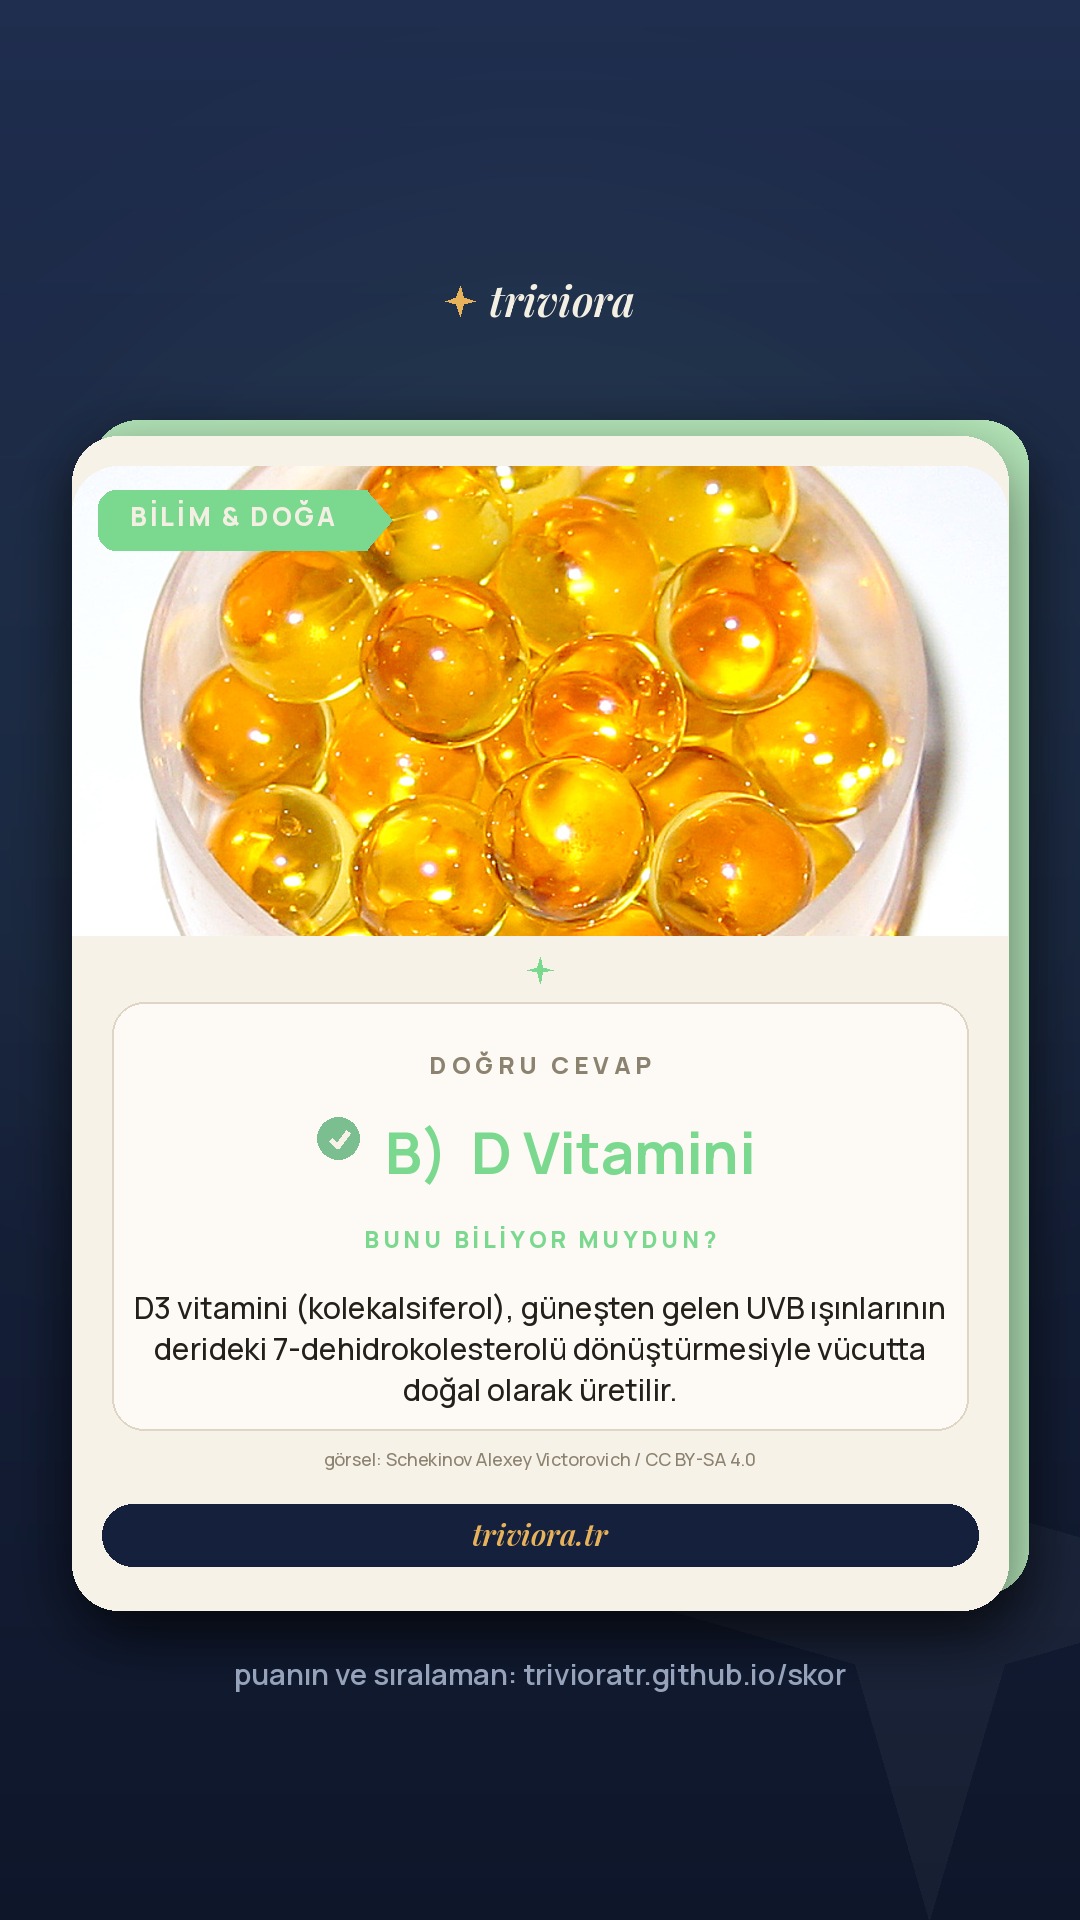 triviora
BİLİM & DOĞA
DOĞRU CEVAP
B) D Vitamini
BUNU BİLİYOR MUYDUN?
D3 vitamini (kolekalsiferol), güneşten gelen UVB ışınlarının
derideki 7-dehidrokolesterolü dönüştürmesiyle vücutta
doğal olarak üretilir.
görsel: Schekinov Alexey Victorovich / CC BY-SA 4.0
triviora.tr
puanın ve sıralaman: trivioratr.github.io/skor